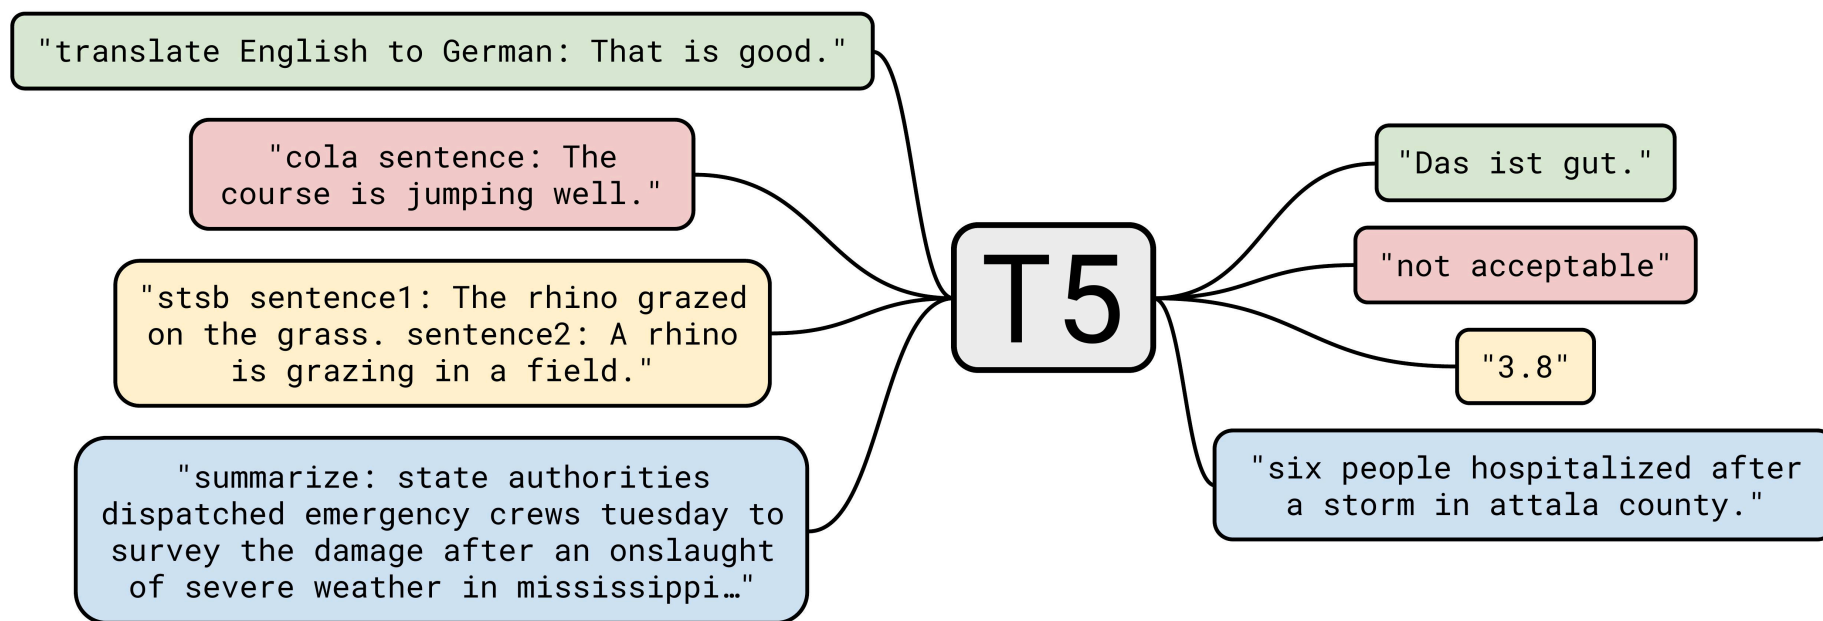 "translate English to German: That is good."
"cola sentence: The
course is jumping well."
"stsb sentence1: The rhino grazed
on the grass. sentence2: A rhino
is grazing in a field."
"summarize: state authorities
dispatched emergency crews tuesday to
survey the damage after an onslaught
of severe weather in mississippi…"
T5
"Das ist gut."
"not acceptable"
"3.8"
"six people hospitalized after
a storm in attala county."